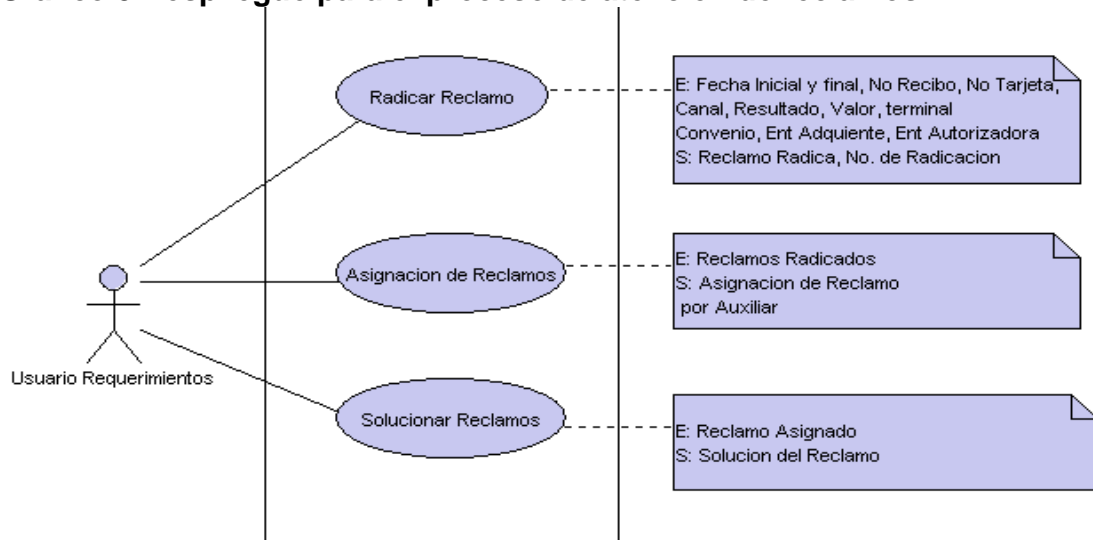 Radicar Reclamo
E: Fecha Inicial y final, No Recibo, No Tarjeta,
Canal, Resultado, Valor, terminal
Convenio, Ent Adquiente, Ent Autorizadora
S: Reclamo Radica, No. de Radicacion
Asignacion de Reclamos
E: Reclamos Radicados
S: Asignacion de Reclamo
por Auxiliar
Usuario Requerimientos
Solucionar Reclamos
E: Reclamo Asignado
S: Solucion del Reclamo